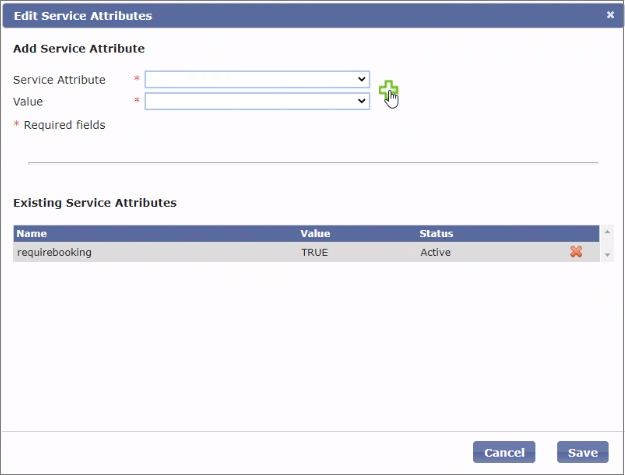 Edit Service Attributes
Add Service Attribute
Service Attribute *
Value *
* Required fields
Existing Service Attributes
Name Value Status
requirebooking TRUE Active
Cancel Save